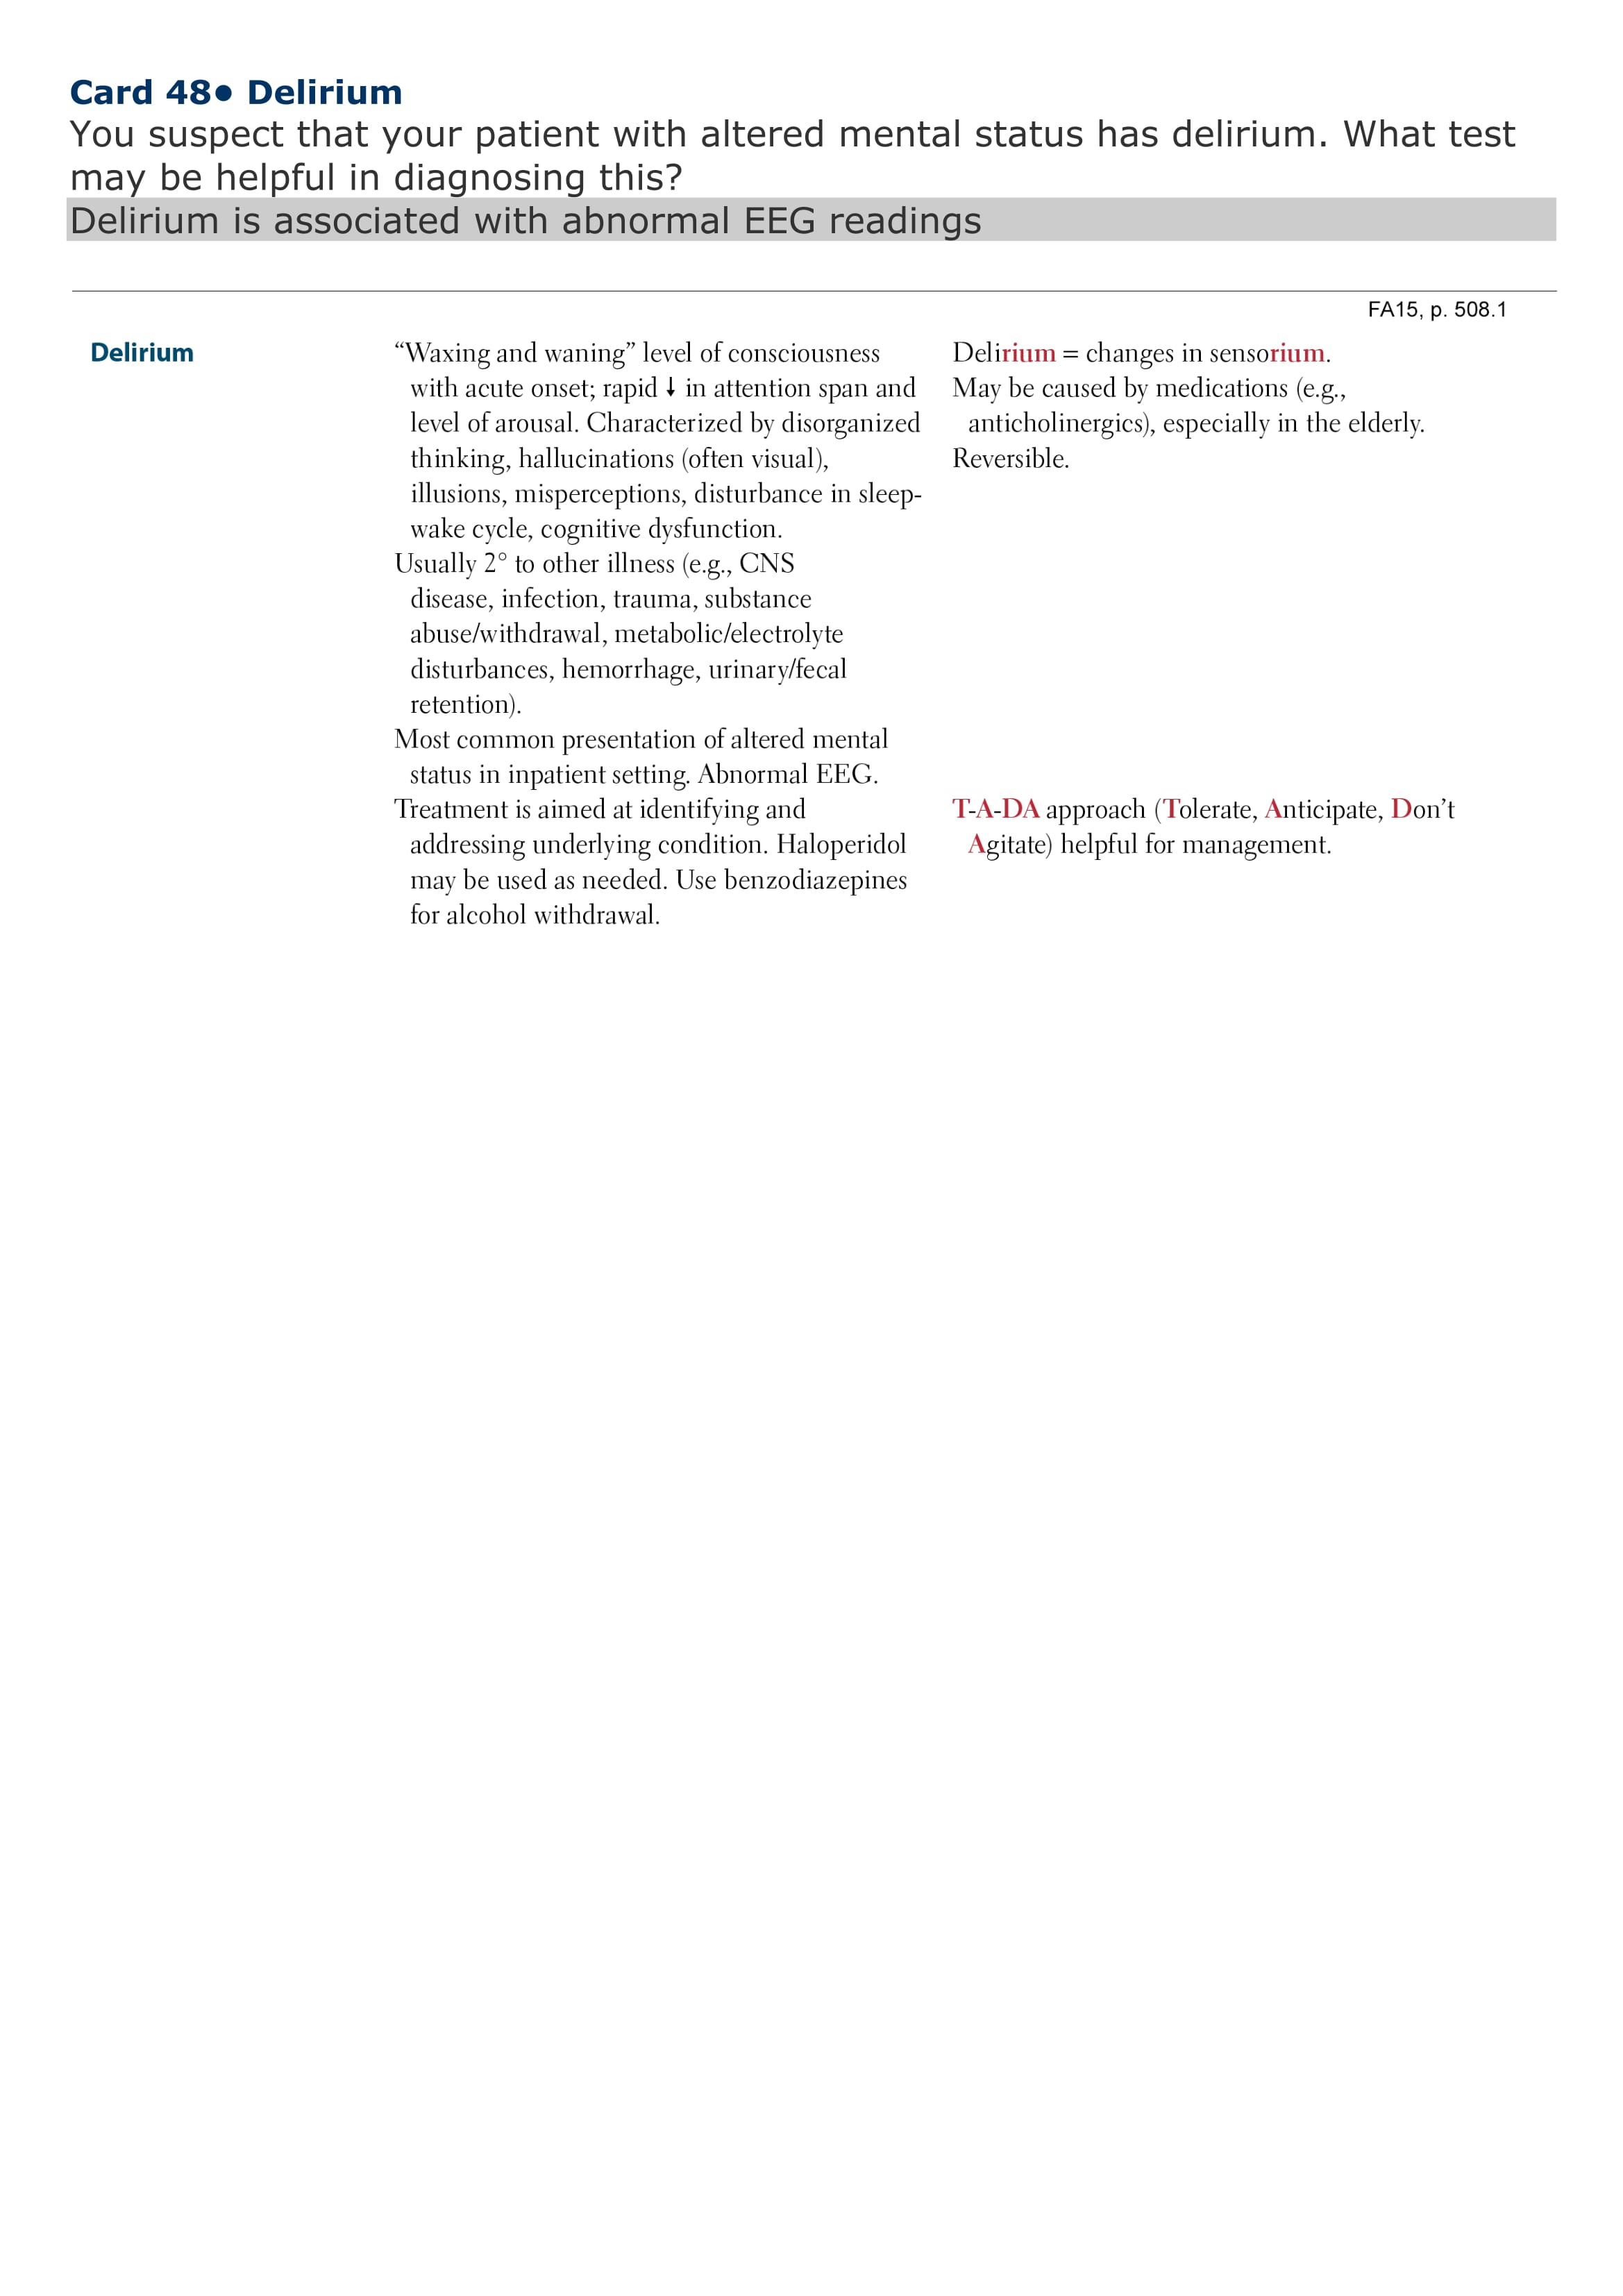 Card 48● Delirium
You suspect that your patient with altered mental status has delirium. What test
may be helpful in diagnosing this?
Delirium is associated with abnormal EEG readings
FA15, p. 508.1
Delirium
“Waxing and waning” level of consciousness
with acute onset; rapid ↓ in attention span and
level of arousal. Characterized by disorganized
thinking, hallucinations (often visual),
illusions, misperceptions, disturbance in sleep-
wake cycle, cognitive dysfunction.
Usually 2° to other illness (e.g., CNS
disease, infection, trauma, substance
abuse/withdrawal, metabolic/electrolyte
disturbances, hemorrhage, urinary/fecal
retention).
Most common presentation of altered mental
status in inpatient setting. Abnormal EEG.
Treatment is aimed at identifying and
addressing underlying condition. Haloperidol
may be used as needed. Use benzodiazepines
for alcohol withdrawal.
Delirium = changes in sensorium.
May be caused by medications (e.g.,
anticholinergics), especially in the elderly.
Reversible.
T-A-DA approach (Tolerate, Anticipate, Don’t
Agitate) helpful for management.